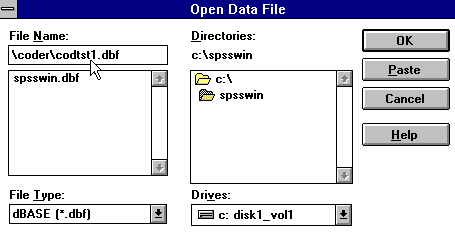 Open Data File
File Name:
\coder\codtst1.dbf
spsswin.dbf
File Type:
dBASE (*.dbf)
Directories:
c:\spsswin
c:\
spsswin
Drives:
c: disk1_vol1
OK
Paste
Cancel
Help